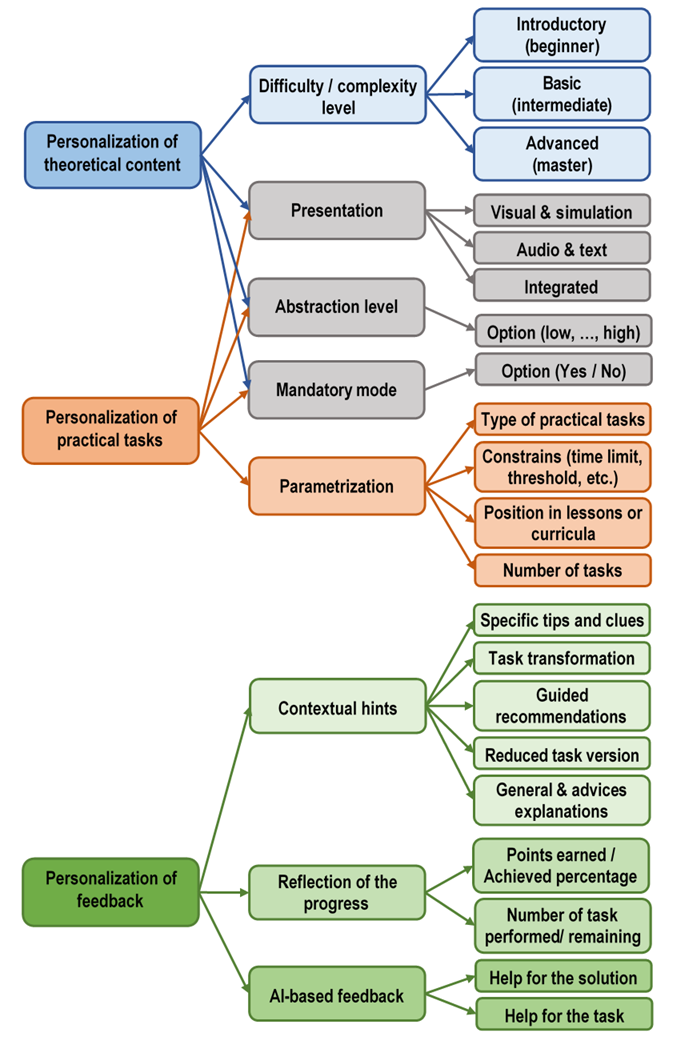 Personalization of
theoretical content
Difficulty / complexity
level
Introductory
(beginner)
Basic
(intermediate)
Advanced
(master)
Presentation
Visual & simulation
Audio & text
Integrated
Abstraction level
Option (low, ..., high)
Mandatory mode
Option (Yes / No)
Personalization of
practical tasks
Parametrization
Type of practical tasks
Constrains (time limit,
threshold, etc.)
Position in lessons or
curricula
Number of tasks
Personalization of
feedback
Contextual hints
Specific tips and clues
Task transformation
Guided
recommendations
Reduced task version
General & advices
explanations
Reflection of the
progress
Points earned /
Achieved percentage
Number of task
performed/ remaining
AI-based feedback
Help for the solution
Help for the task